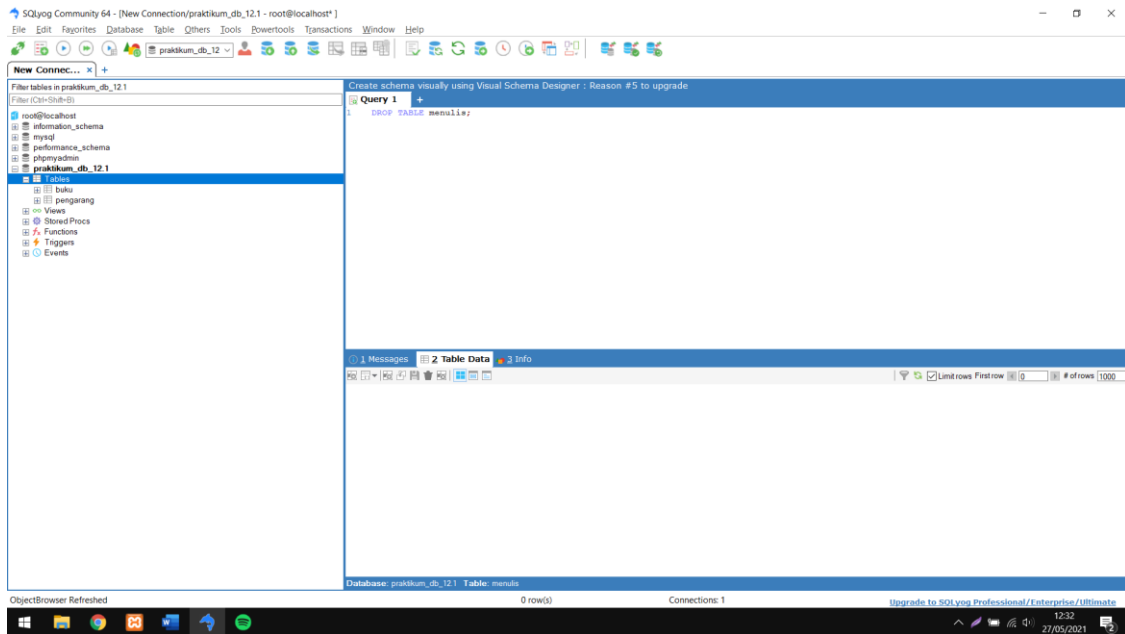 SQLyog Community 64 - [New Connection/praktikum_db_12.1 - root@localhost* ]
File Edit Favorites Database Table Others Tools Powertools Transactions Window Help
praktikum_db_12
New Connec... × +
Filter tables in praktikum_db_12.1
Filter (Ctrl+Shift+B)
root@localhost
information_schema
mysql
performance_schema
phpmyadmin
praktikum_db_12.1
Tables
buku
pengarang
Views
Stored Procs
Functions
Triggers
Events
Create schema visually using Visual Schema Designer : Reason #5 to upgrade
Query 1 +
1 DROP TABLE menulis;
1 Messages 2 Table Data 3 Info
Limit rows First row 0 # of rows 1000
Database: praktikum_db_12.1 Table: menulis
ObjectBrowser Refreshed 0 row(s) Connections: 1 Upgrade to SQLyog Professional/Enterprise/Ultimate
12:32
27/05/2021
2